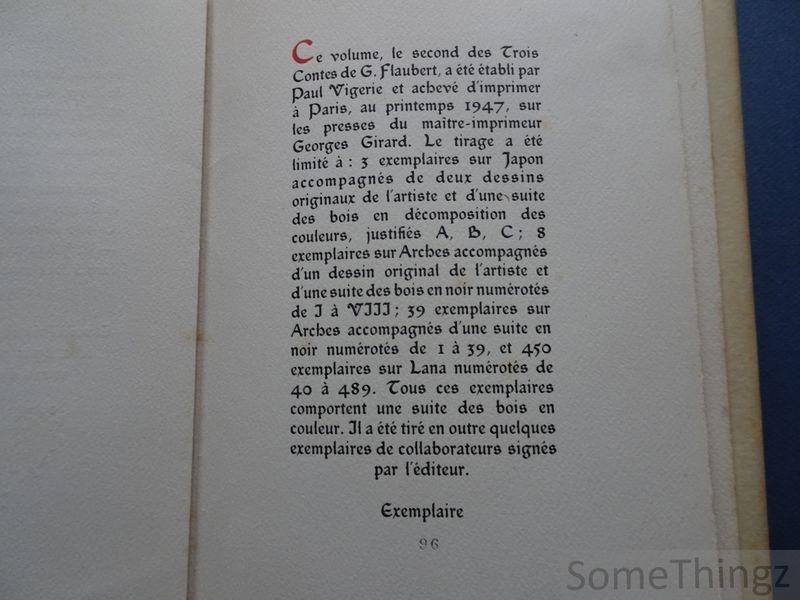 Ce volume, le second des Trois
Contes de G. Flaubert, a été établi par
Paul Vigerie et achevé d'imprimer
à Paris, au printemps 1947, sur
les presses du maître-imprimeur
Georges Girard. Le tirage a été
limité à : 3 exemplaires sur Japon
accompagnés de deux dessins
originaux de l'artiste et d'une suite
des bois en décomposition des
couleurs, justifiés A, B, C ; 8
exemplaires sur Arches accompagnés
d'un dessin original de l'artiste et
d'une suite des bois en noir numérotés
de I à VIII ; 39 exemplaires sur
Arches accompagnés d'une suite en
noir numérotés de 1 à 39, et 450
exemplaires sur Lana numérotés de
40 à 489. Tous ces exemplaires
comportent une suite des bois en
couleur. Il a été tiré en outre quelques
exemplaires de collaborateurs signés
par l'éditeur.
Exemplaire
96
SomeThingz